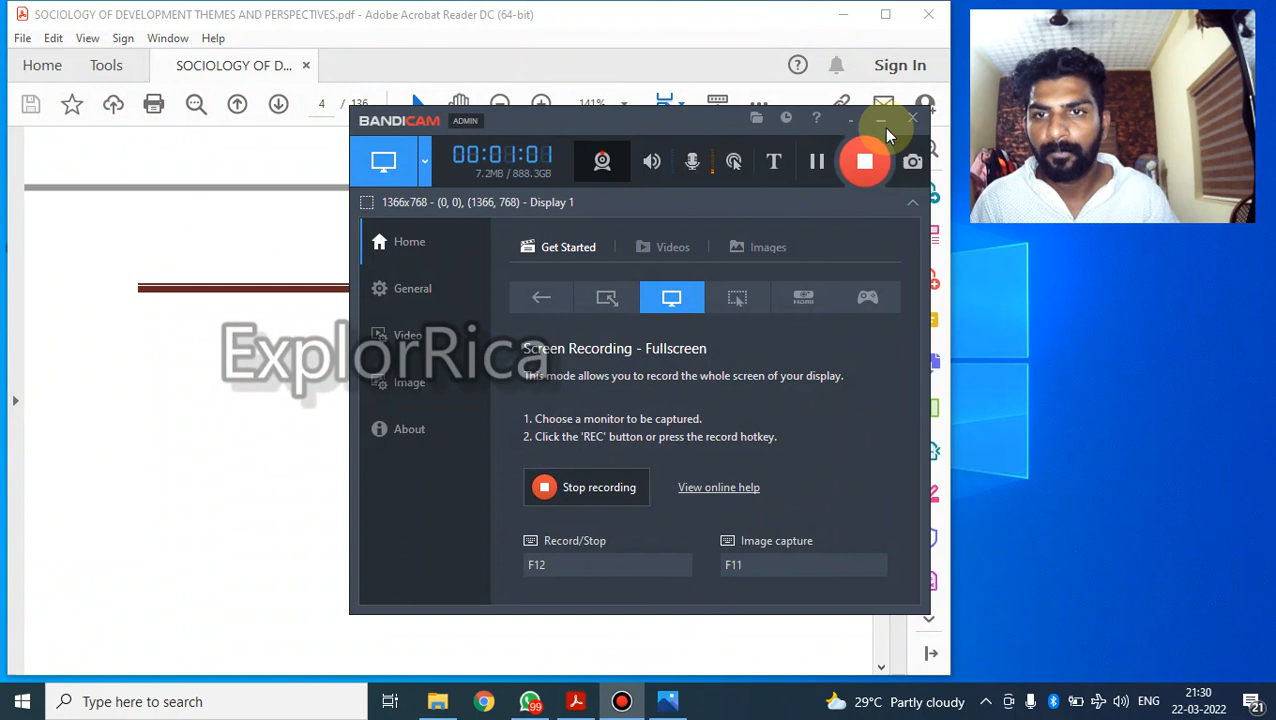 SOCIOLOGY OF DEVELOPMENT THEMES AND PERSPECTIVES.pdf - Adobe Acrobat Reader DC (64-bit)
File Edit View Sign Window Help
Home Tools SOCIOLOGY OF D... × Sign In
4 / 136 141%
BANDICAM ADMIN
00:01:01
7.2MB / 888.3GB
1366x768 - (0, 0), (1366, 768) - Display 1
Home
Get Started Videos Images
General
HDMI
Video
ExplorRica
Screen Recording - Fullscreen
This mode allows you to record the whole screen of your display.
Image
1. Choose a monitor to be captured.
About
2. Click the 'REC' button or press the record hotkey.
Stop recording View online help
Record/Stop Image capture
F12 F11
Type here to search
99
29°C Partly cloudy
ENG
21:30
22-03-2022
21